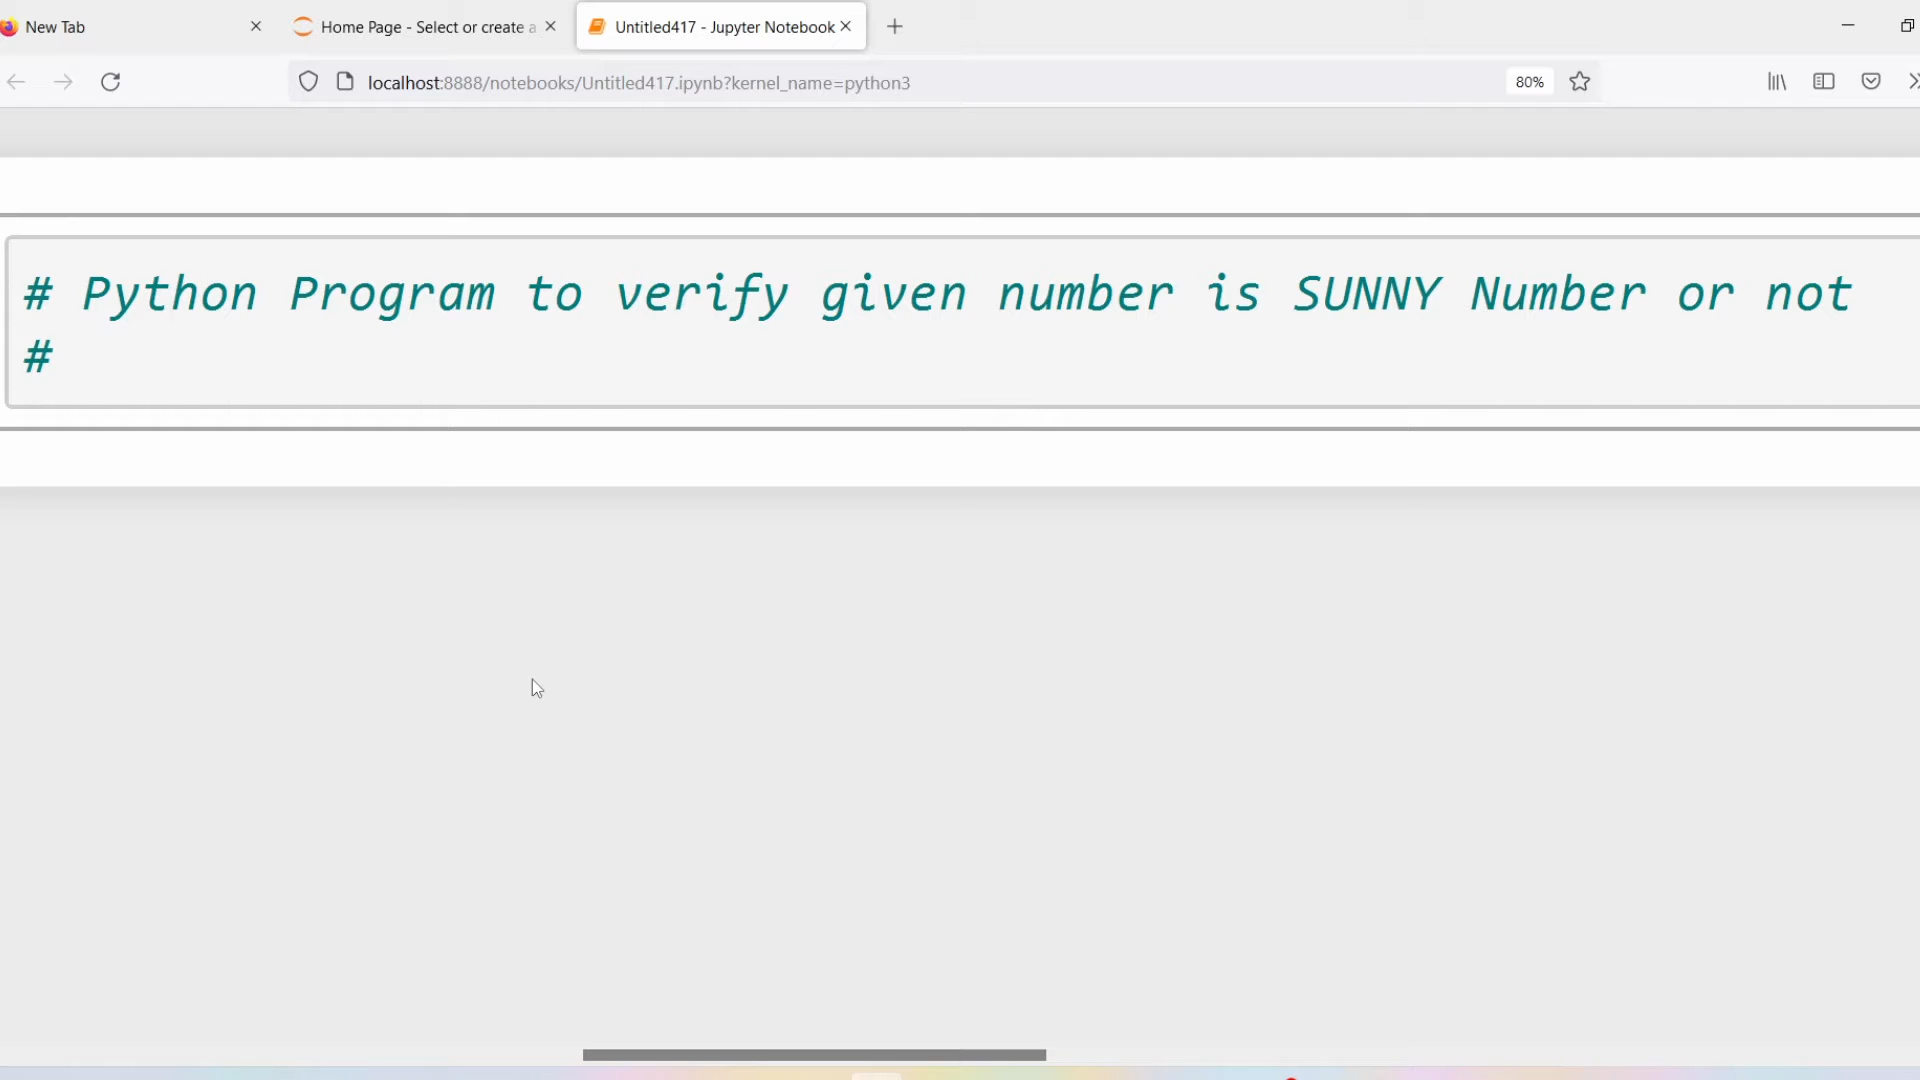 New Tab
Home Page - Select or create a
Untitled417 - Jupyter Notebook
localhost:8888/notebooks/Untitled417.ipynb?kernel_name=python3
80%
# Python Program to verify given number is SUNNY Number or not
#